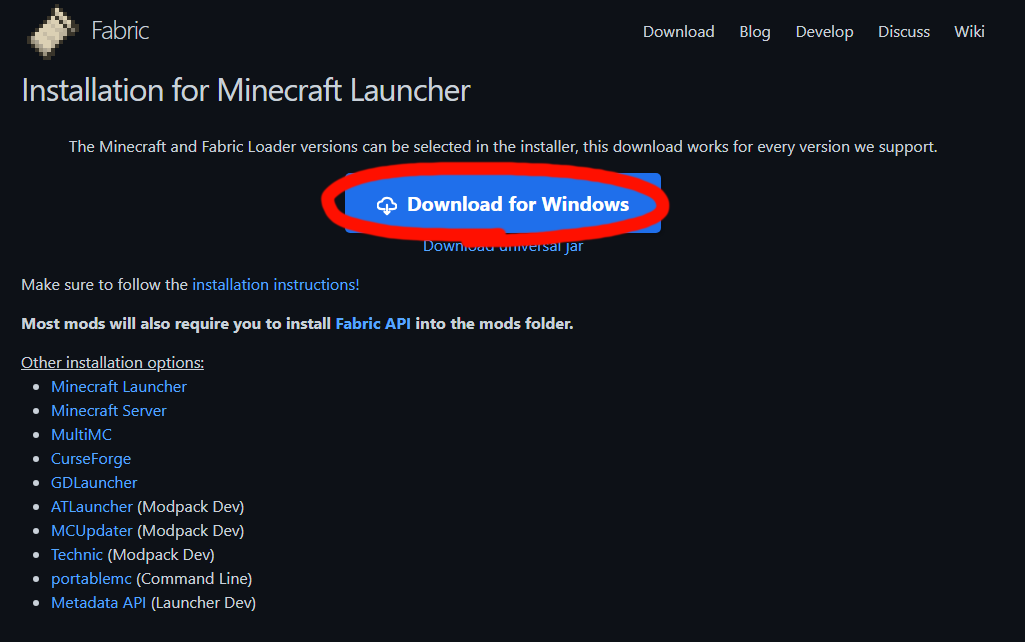 Fabric
Download Blog Develop Discuss Wiki
Installation for Minecraft Launcher
The Minecraft and Fabric Loader versions can be selected in the installer, this download works for every version we support.
Download for Windows
Download universal jar
Make sure to follow the installation instructions!
Most mods will also require you to install Fabric API into the mods folder.
Other installation options:
Minecraft Launcher
Minecraft Server
MultiMC
CurseForge
GDLauncher
ATLauncher (Modpack Dev)
MCUpdater (Modpack Dev)
Technic (Modpack Dev)
portablemc (Command Line)
Metadata API (Launcher Dev)